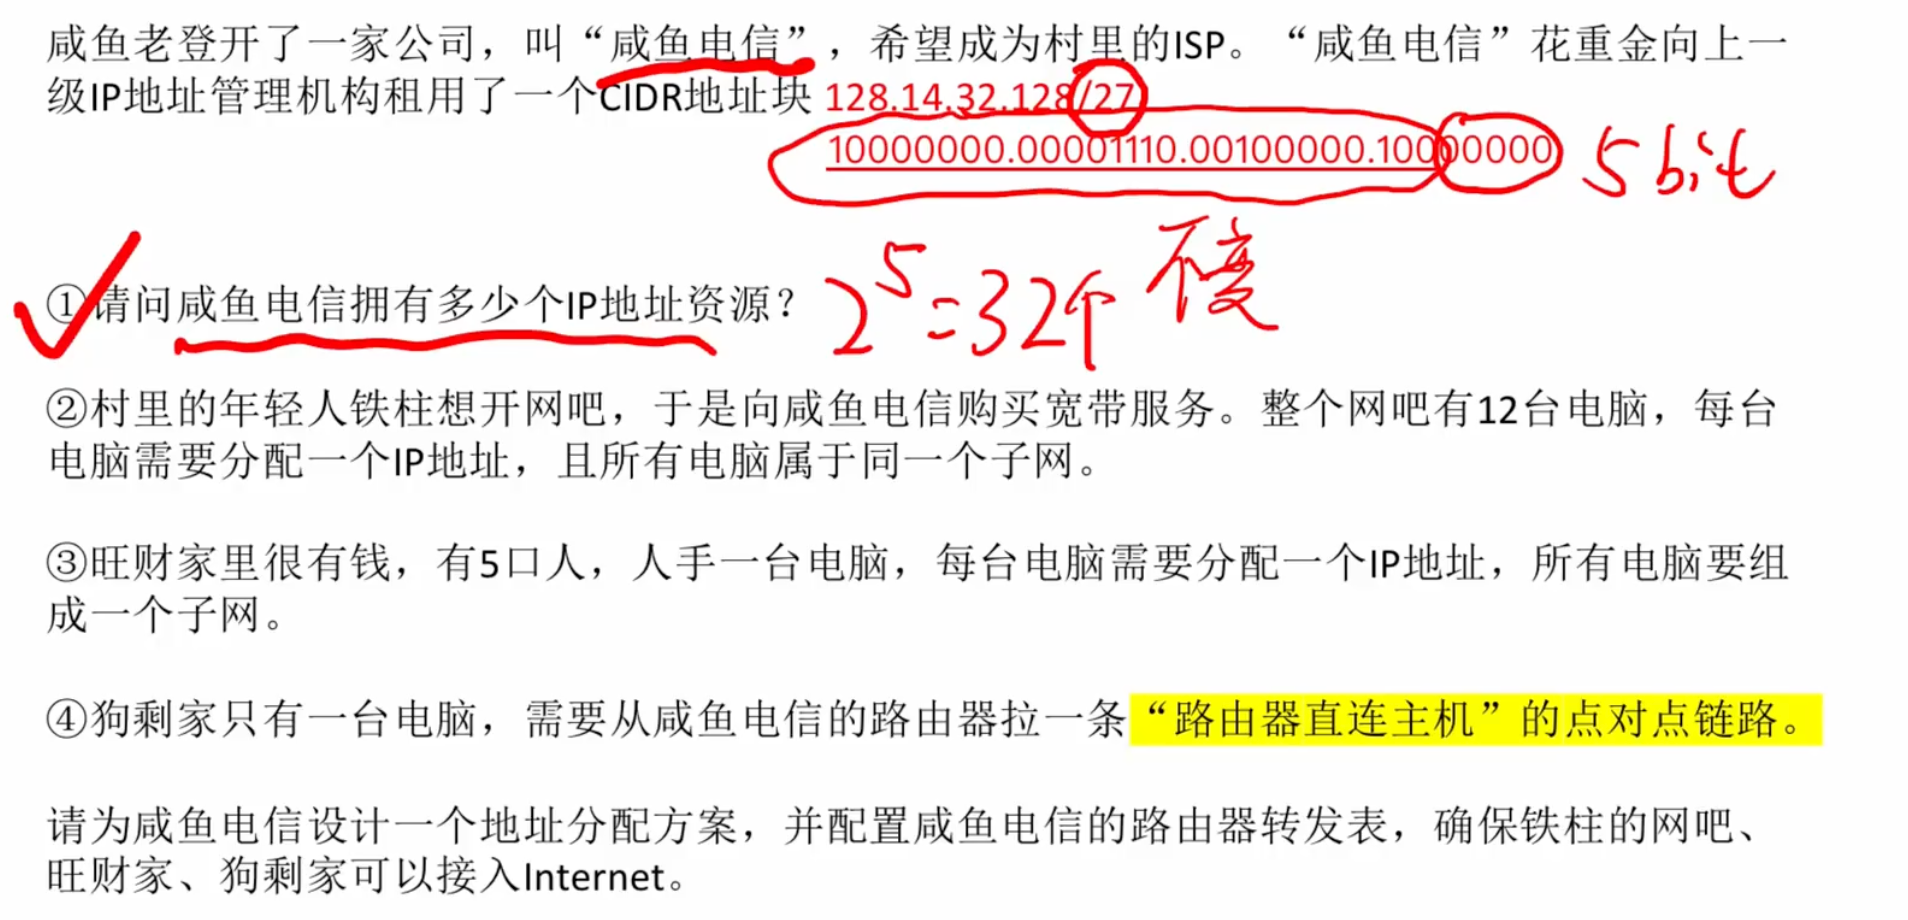 咸鱼老登开了一家公司，叫“咸鱼电信”，希望成为村里的ISP。“咸鱼电信”花重金向上一
级IP地址管理机构租用了一个CIDR地址块 128.14.32.128/27
10000000.00001110.00100000.10000000 5bit
①请问咸鱼电信拥有多少个IP地址资源？ 2^5=32个
②村里的年轻人铁柱想开网吧，于是向咸鱼电信购买宽带服务。整个网吧有12台电脑，每台
电脑需要分配一个IP地址，且所有电脑属于同一个子网。
③旺财家里很有钱，有5口人，人手一台电脑，每台电脑需要分配一个IP地址，所有电脑要组
成一个子网。
④狗剩家只有一台电脑，需要从咸鱼电信的路由器拉一条“路由器直连主机”的点对点链路。
请为咸鱼电信设计一个地址分配方案，并配置咸鱼电信的路由器转发表，确保铁柱的网吧、
旺财家、狗剩家可以接入Internet。